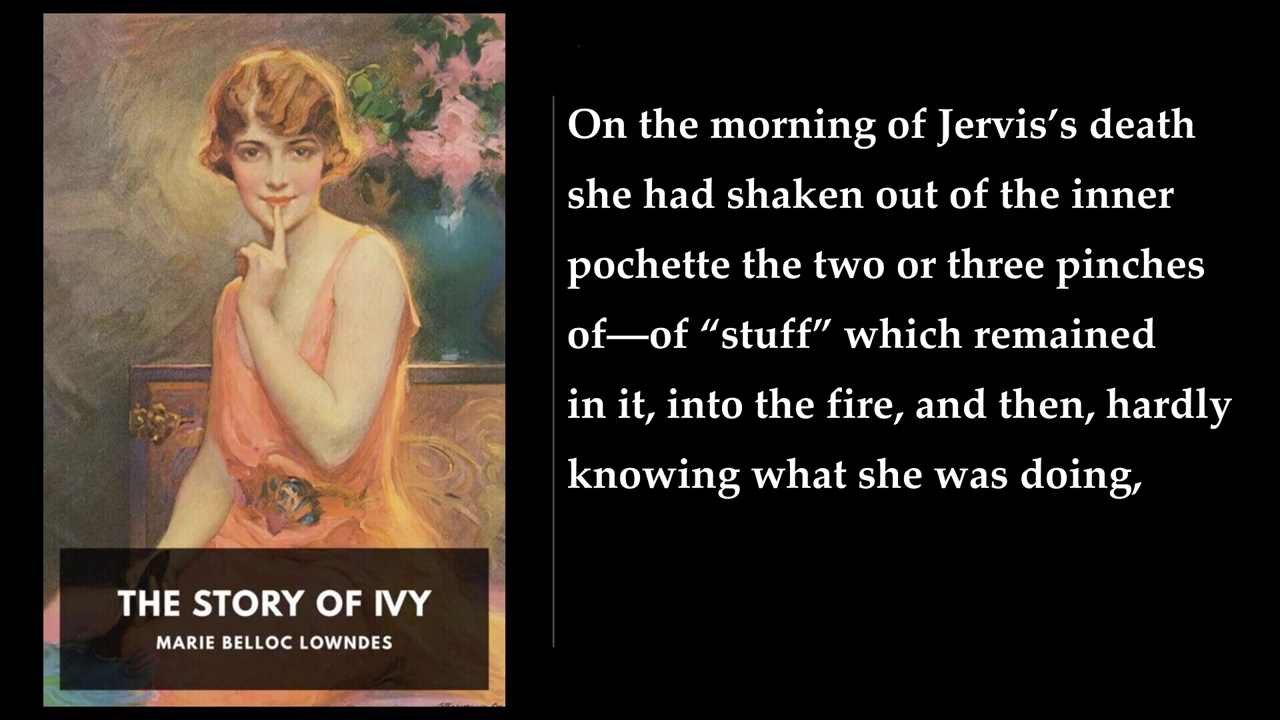 THE STORY OF IVY
MARIE BELLOC LOWNDES
On the morning of Jervis’s death
she had shaken out of the inner
pochette the two or three pinches
of—of “stuff” which remained
in it, into the fire, and then, hardly
knowing what she was doing,